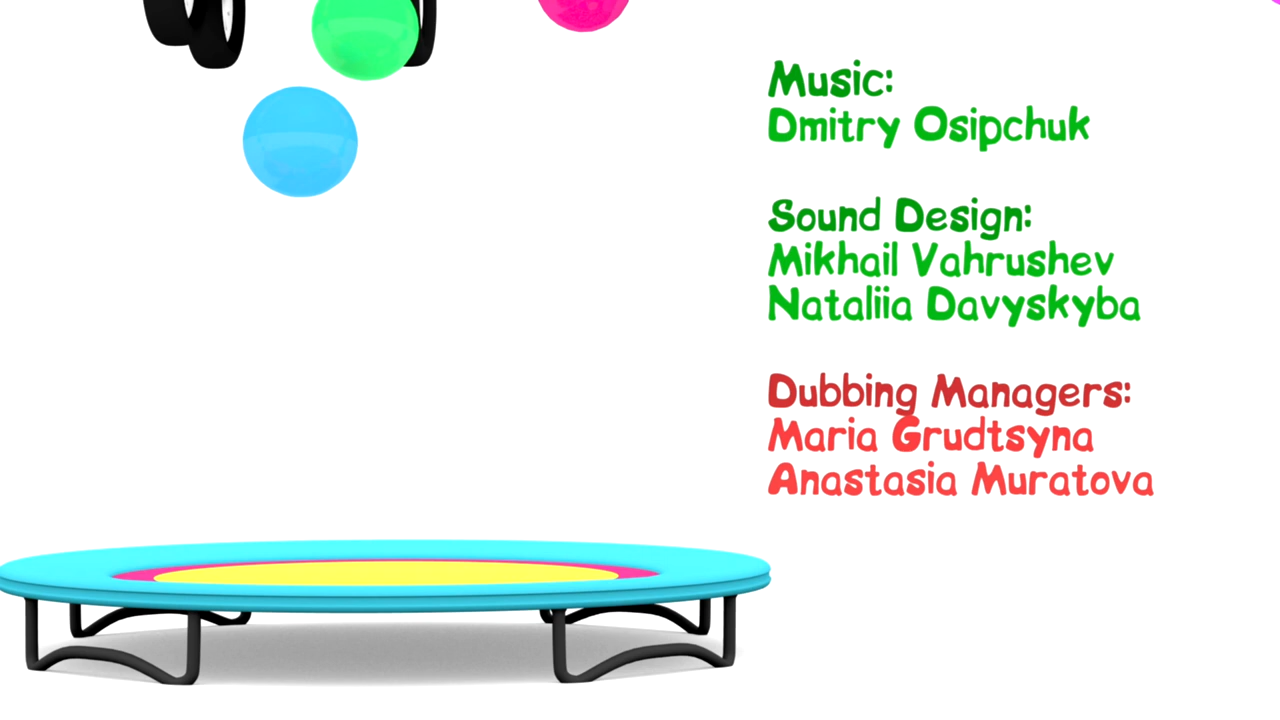 Music:
Dmitry Osipchuk
Sound Design:
Mikhail Vahrushev
Nataliia Davyskyba
Dubbing Managers:
Maria Grudtsyna
Anastasia Muratova